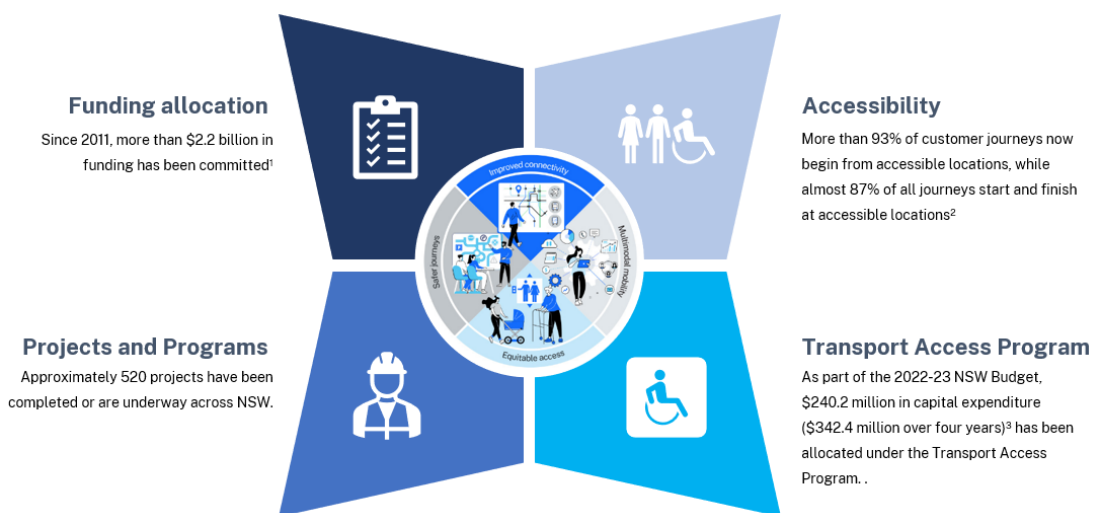 Funding allocation
Since 2011, more than $2.2 billion in
funding has been committed¹
Accessibility
More than 93% of customer journeys now
begin from accessible locations, while
almost 87% of all journeys start and finish
at accessible locations²
Improved connectivity
Safer journeys
Multimodal mobility
Equitable access
Projects and Programs
Approximately 520 projects have been
completed or are underway across NSW.
Transport Access Program
As part of the 2022-23 NSW Budget,
$240.2 million in capital expenditure
($342.4 million over four years)³ has been
allocated under the Transport Access
Program. .